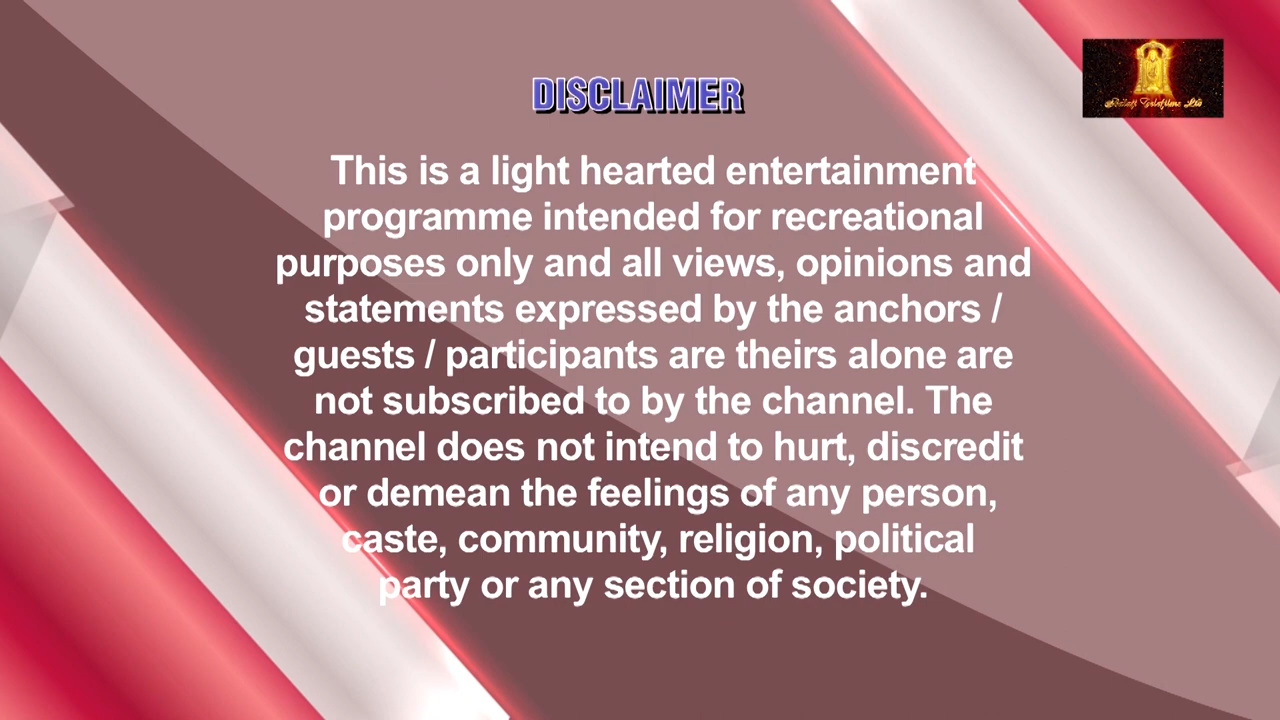 DISCLAIMER
This is a light hearted entertainment
programme intended for recreational
purposes only and all views, opinions and
statements expressed by the anchors /
guests / participants are theirs alone are
not subscribed to by the channel. The
channel does not intend to hurt, discredit
or demean the feelings of any person,
caste, community, religion, political
party or any section of society.